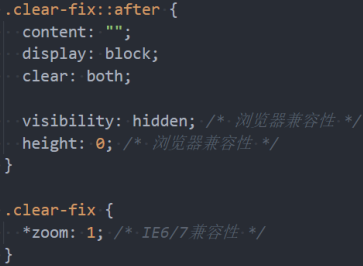 .clear-fix::after {
  content: "";
  display: block;
  clear: both;

  visibility: hidden; /* 浏览器兼容性 */
  height: 0; /* 浏览器兼容性 */
}

.clear-fix {
  *zoom: 1; /* IE6/7兼容性 */
}